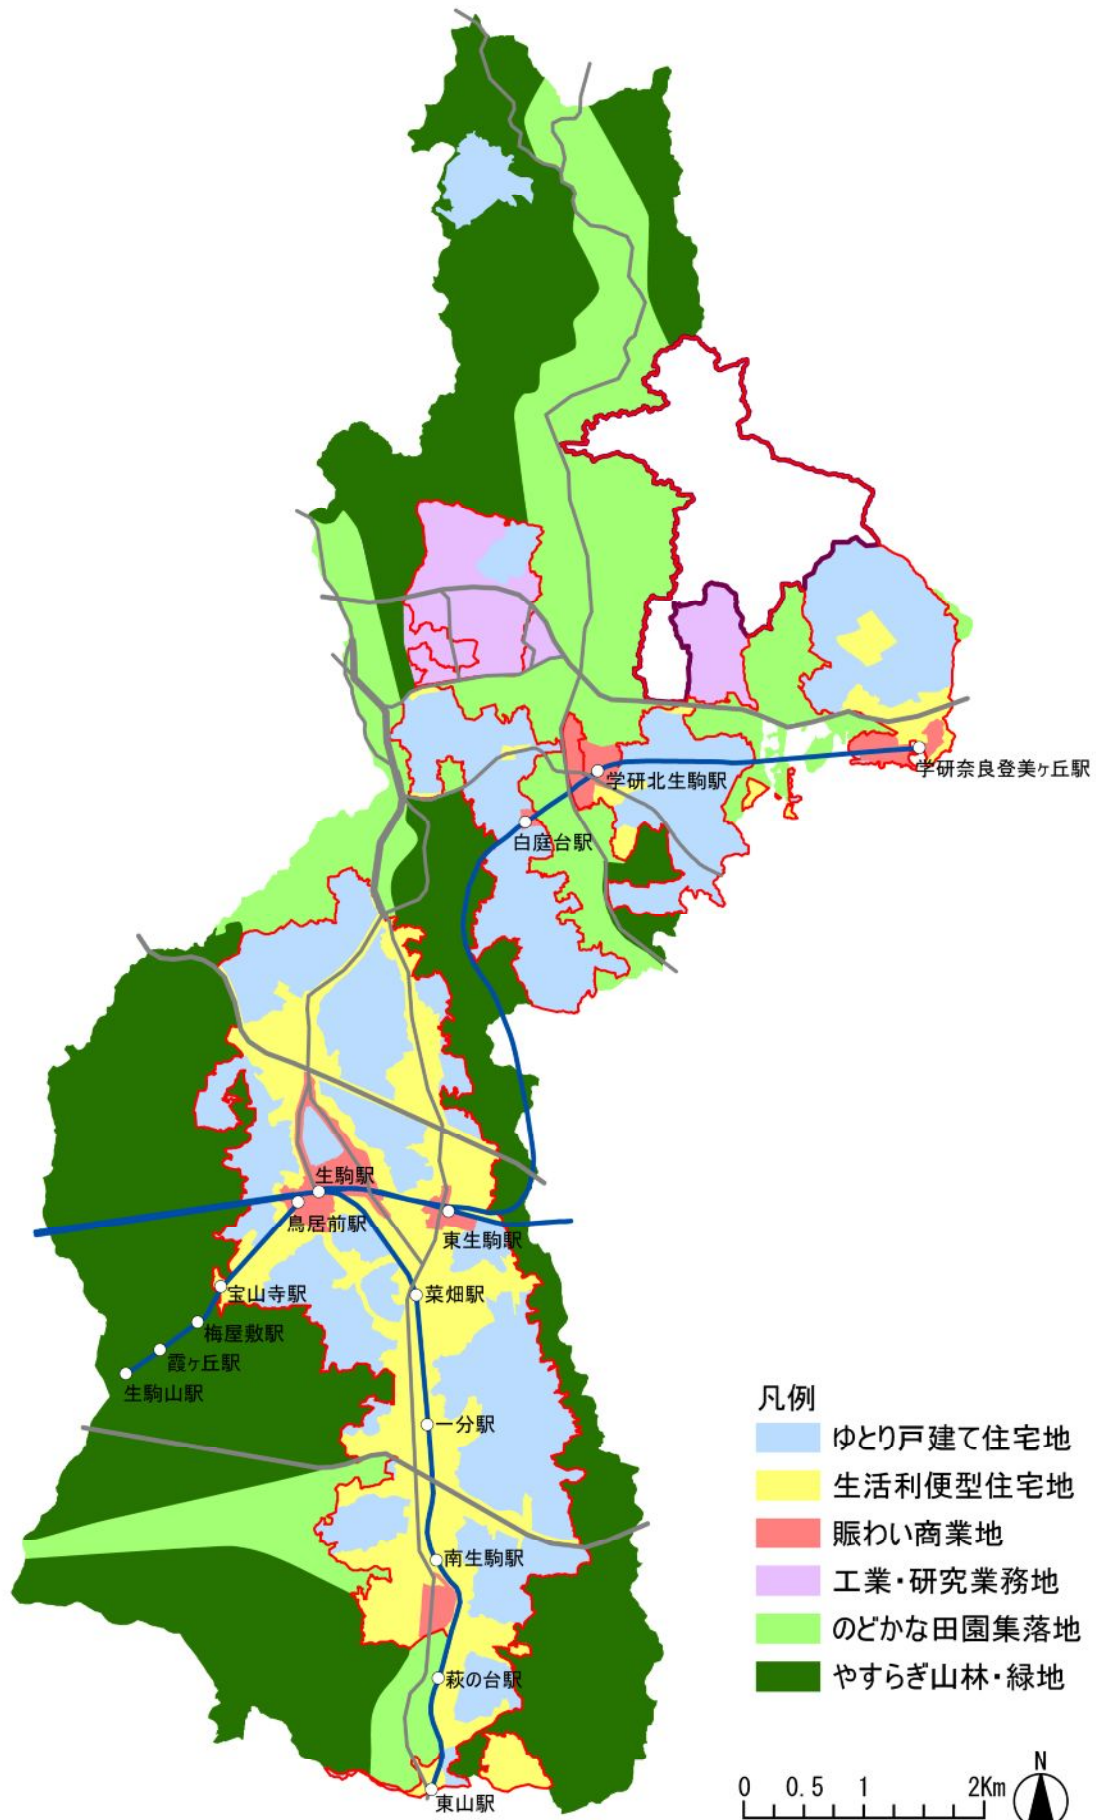 学研奈良登美ヶ丘駅
学研北生駒駅
白庭台駅
生駒駅
鳥居前駅
東生駒駅
宝山寺駅
菜畑駅
梅屋敷駅
霞ヶ丘駅
生駒山駅
一分駅
南生駒駅
萩の台駅
東山駅
凡例
ゆとり戸建て住宅地
生活利便型住宅地
賑わい商業地
工業・研究業務地
のどかな田園集落地
やすらぎ山林・緑地
N
0 0.5 1 2Km